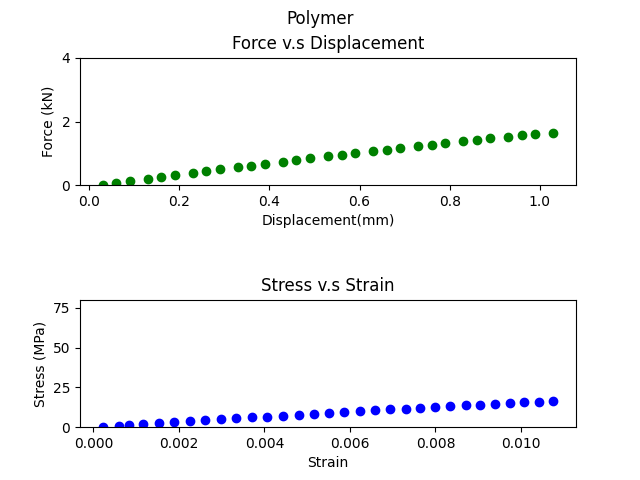 Polymer
Force v.s Displacement
4
2
0
Force (kN)
0.0 0.2 0.4 0.6 0.8 1.0
Displacement(mm)
Stress v.s Strain
75
50
25
0
Stress (MPa)
0.000 0.002 0.004 0.006 0.008 0.010
Strain